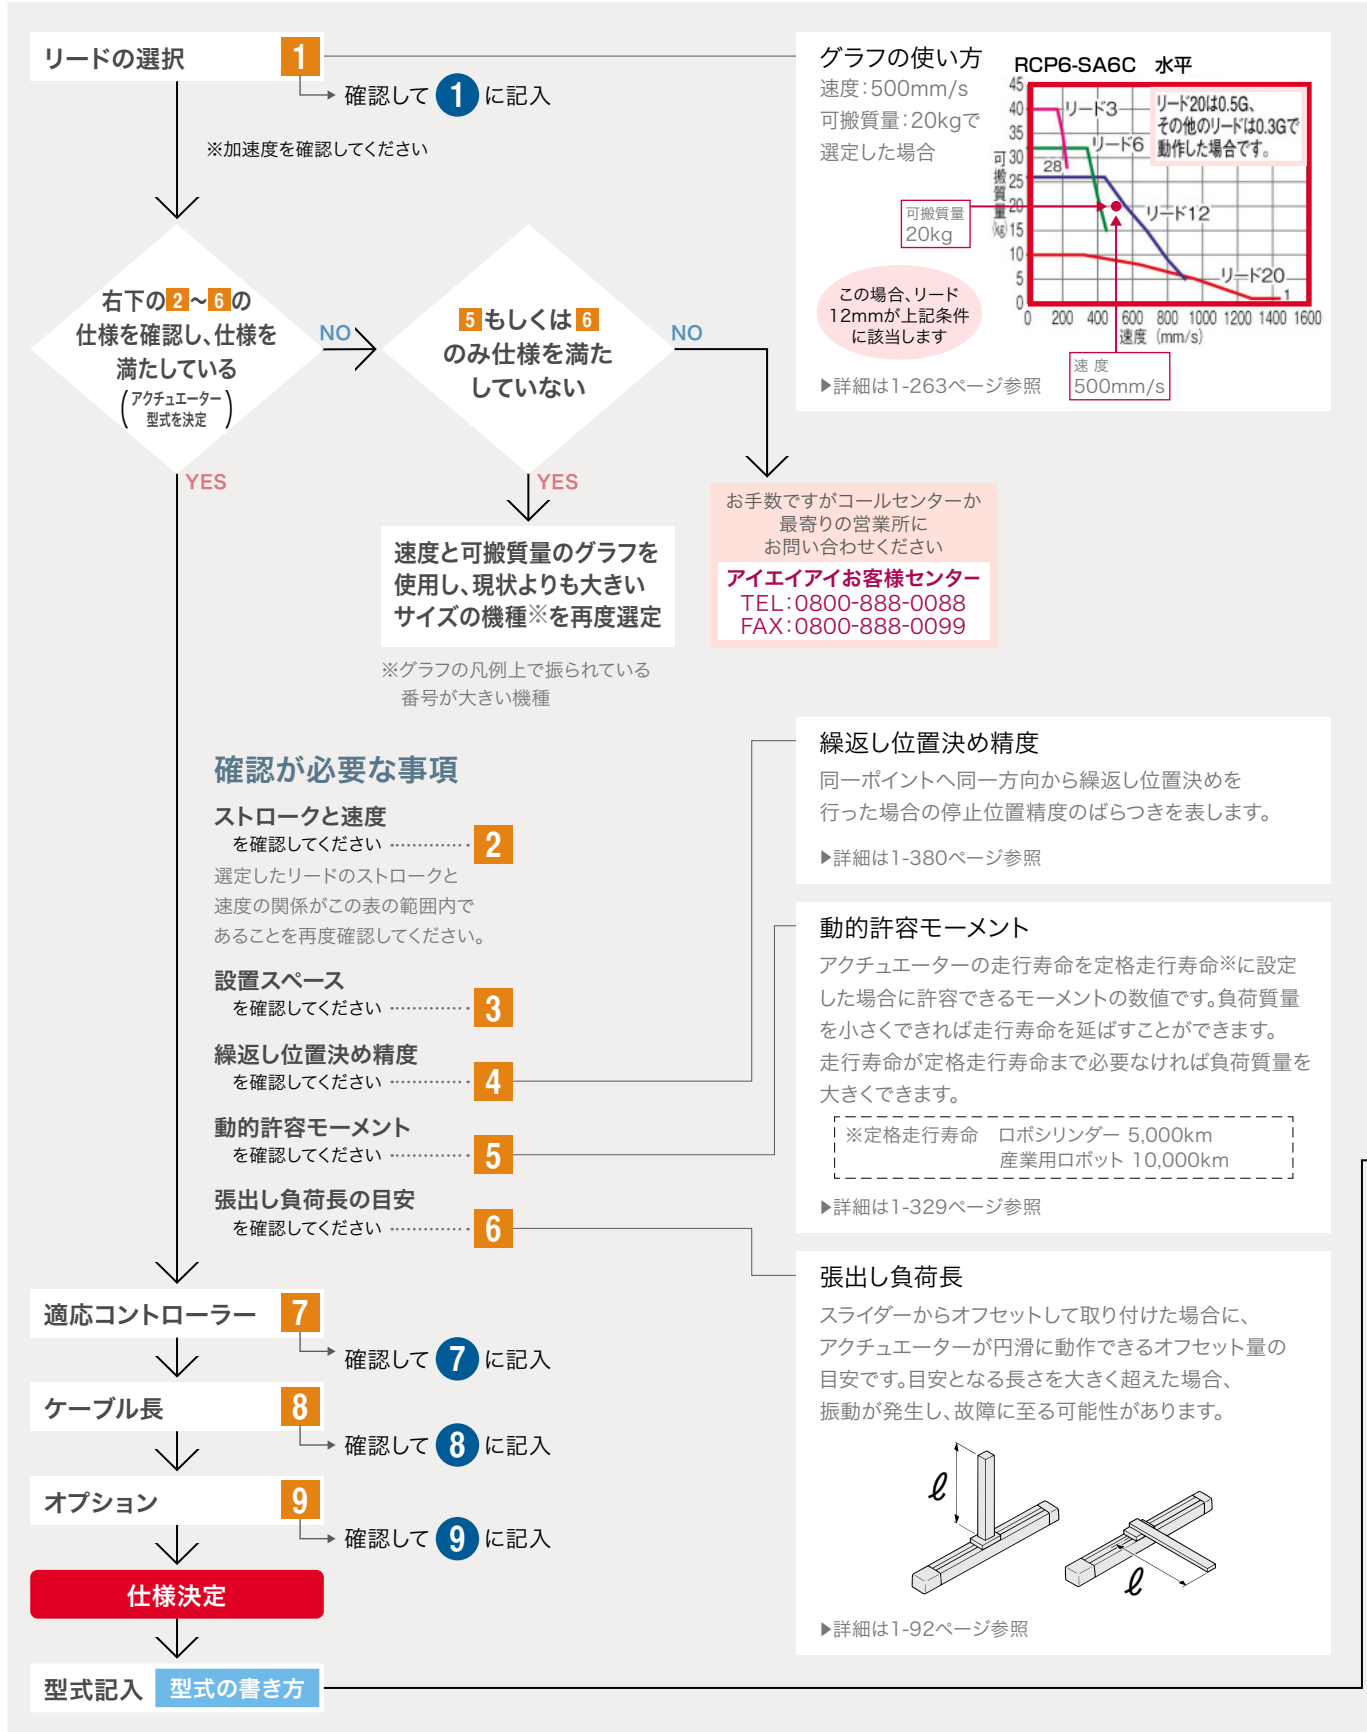 リードの選択 1
確認して 1 に記入
※加速度を確認してください
グラフの使い方
速度：500mm/s
可搬質量：20kgで
選定した場合
RCP6-SA6C 水平
リード20は0.5G、
その他のリードは0.3Gで
動作した場合です。
45
40
35
30
25
20
15
10
5
0
可搬質量(kg)
リード3
リード6
28
リード12
リード20
1
0 200 400 600 800 1000 1200 1400 1600
速度 (mm/s)
可搬質量
20kg
速 度
500mm/s
この場合、リード
12mmが上記条件
に該当します
▶詳細は1-263ページ参照
右下の2～6の
仕様を確認し、仕様を
満たしている
(アクチュエーター
型式を決定)
NO
YES
5もしくは6
のみ仕様を満た
していない
NO
YES
速度と可搬質量のグラフを
使用し、現状よりも大きい
サイズの機種※を再度選定
※グラフの凡例上で振られている
番号が大きい機種
お手数ですがコールセンターか
最寄りの営業所に
お問い合わせください
アイエイアイお客様センター
TEL：0800-888-0088
FAX：0800-888-0099
確認が必要な事項
ストロークと速度
を確認してください ………… 2
選定したリードのストロークと
速度の関係がこの表の範囲内で
あることを再度確認してください。
設置スペース
を確認してください ………… 3
繰返し位置決め精度
を確認してください ………… 4
動的許容モーメント
を確認してください ………… 5
張出し負荷長の目安
を確認してください ………… 6
繰返し位置決め精度
同一ポイントへ同一方向から繰返し位置決めを
行った場合の停止位置精度のばらつきを表します。
▶詳細は1-380ページ参照
動的許容モーメント
アクチュエーターの走行寿命を定格走行寿命※に設定
した場合に許容できるモーメントの数値です。負荷質量
を小さくできれば走行寿命を延ばすことができます。
走行寿命が定格走行寿命まで必要なければ負荷質量を
大きくできます。
※定格走行寿命 ロボシリンダー 5,000km
産業用ロボット 10,000km
▶詳細は1-329ページ参照
張出し負荷長
スライダーからオフセットして取り付けた場合に、
アクチュエーターが円滑に動作できるオフセット量の
目安です。目安となる長さを大きく超えた場合、
振動が発生し、故障に至る可能性があります。
ℓ
ℓ
▶詳細は1-92ページ参照
適応コントローラー 7
確認して 7 に記入
ケーブル長 8
確認して 8 に記入
オプション 9
確認して 9 に記入
仕様決定
型式記入 型式の書き方